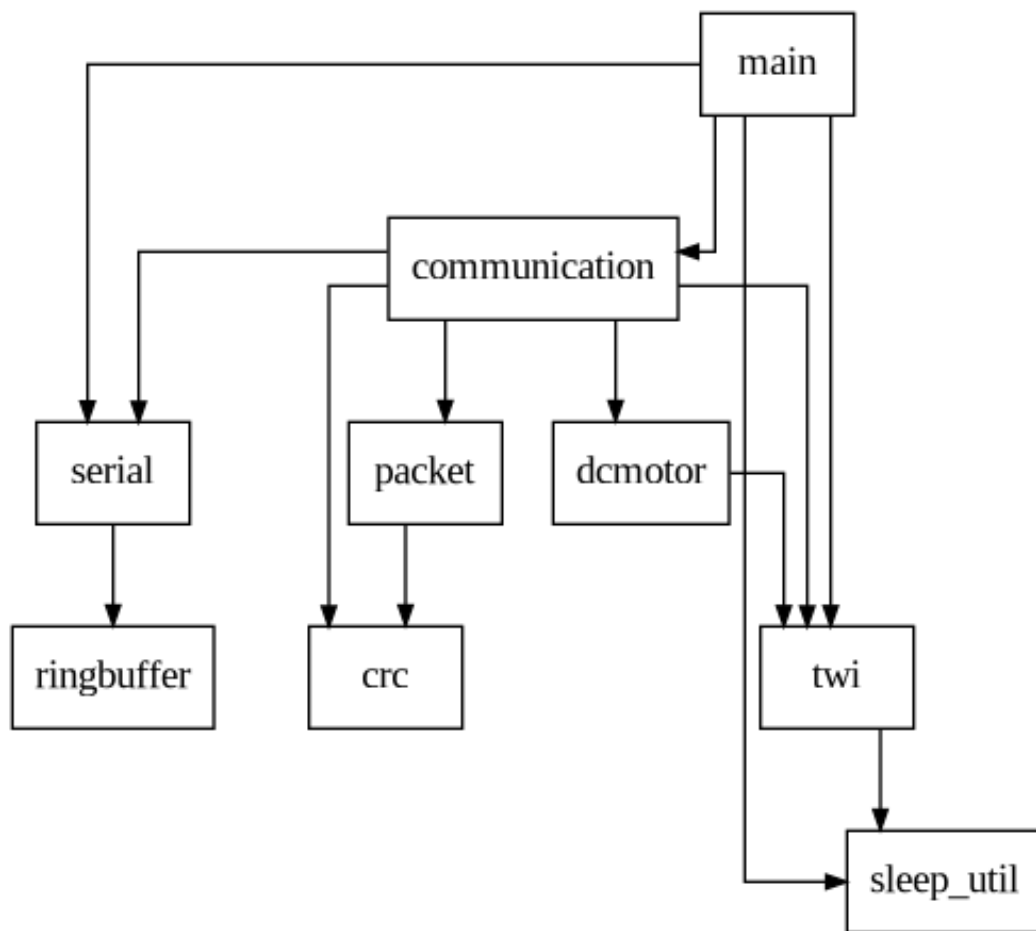 main
communication
serial
packet
dcmotor
ringbuffer
crc
twi
sleep_util